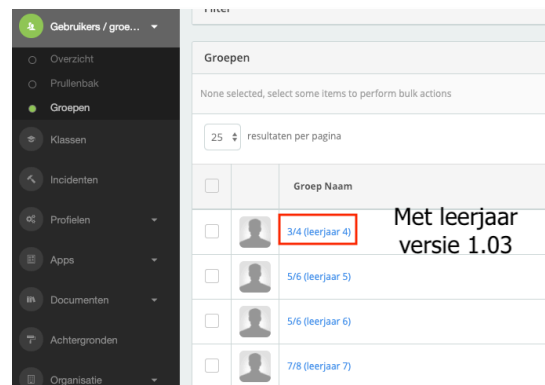 Filter
Gebruikers / groe...
Overzicht
Prullenbak
Groepen
Klassen
Incidenten
Profielen
Apps
Documenten
Achtergronden
Organisatie
Groepen
None selected, select some items to perform bulk actions
25 resultaten per pagina
Groep Naam
3/4 (leerjaar 4)
5/6 (leerjaar 5)
5/6 (leerjaar 6)
7/8 (leerjaar 7)
Met leerjaar
versie 1.03